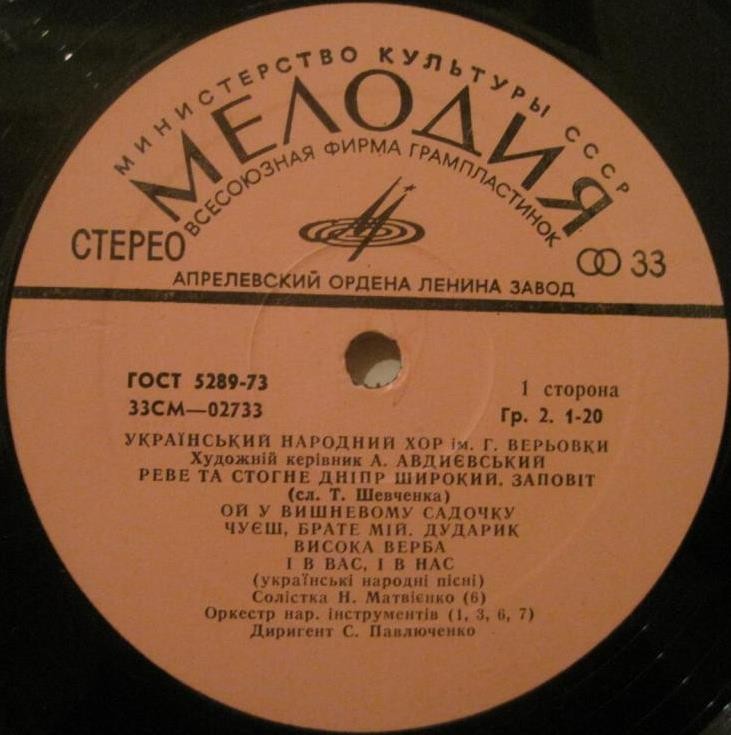 МИНИСТЕРСТВО КУЛЬТУРЫ СССР
МЕЛОДИЯ
ВСЕСОЮЗНАЯ ФИРМА ГРАМПЛАСТИНОК
СТЕРЕО
33
АПРЕЛЕВСКИЙ ОРДЕНА ЛЕНИНА ЗАВОД
ГОСТ 5289-73
1 сторона
33СМ—02733
Гр. 2. 1-20
УКРАЇНСЬКИЙ НАРОДНИЙ ХОР ім. Г. ВЕРЬОВКИ
Художній керівник А. АВДИЄВСЬКИЙ
РЕВЕ ТА СТОГНЕ ДНІПР ШИРОКИЙ. ЗАПОВІТ
(сл. Т. Шевченка)
ОЙ У ВИШНЕВОМУ САДОЧКУ
ЧУЄШ, БРАТЕ МІЙ. ДУДАРИК
ВИСОКА ВЕРБА
І В ВАС, І В НАС
(українські народні пісні)
Солістка Н. Матвієнко (6)
Оркестр нар. інструментів (1, 3, 6, 7)
Диригент С. Павлюченко